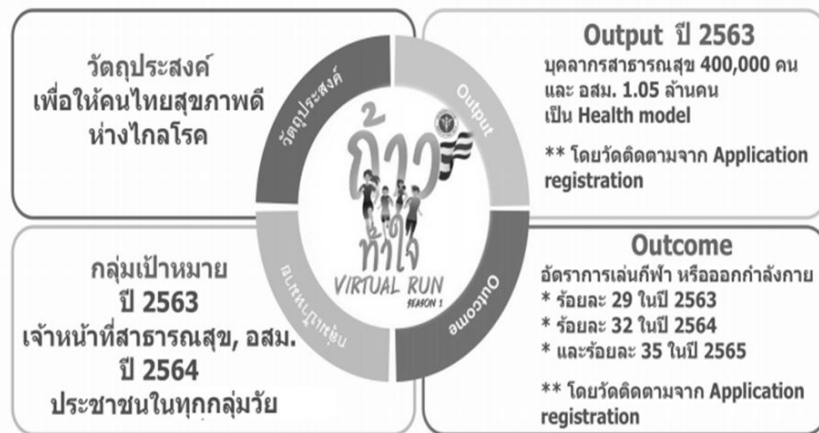 วัตถุประสงค์
เพื่อให้คนไทยสุขภาพดี
ห่างไกลโรค
Output ปี 2563
บุคลากรสาธารณสุข 400,000 คน
และ อสม. 1.05 ล้านคน
เป็น Health model
** โดยวัดติดตามจาก Application
registration
วัตถุประสงค์
Output
ก้าว
ท้าใจ
VIRTUAL RUN
SEASON 1
กลุ่มเป้าหมาย
Outcome
กลุ่มเป้าหมาย
ปี 2563
เจ้าหน้าที่สาธารณสุข, อสม.
ปี 2564
ประชาชนในทุกกลุ่มวัย
Outcome
อัตราการเล่นกีฬา หรือออกกำลังกาย
* ร้อยละ 29 ในปี 2563
* ร้อยละ 32 ในปี 2564
* และร้อยละ 35 ในปี 2565
** โดยวัดติดตามจาก Application
registration